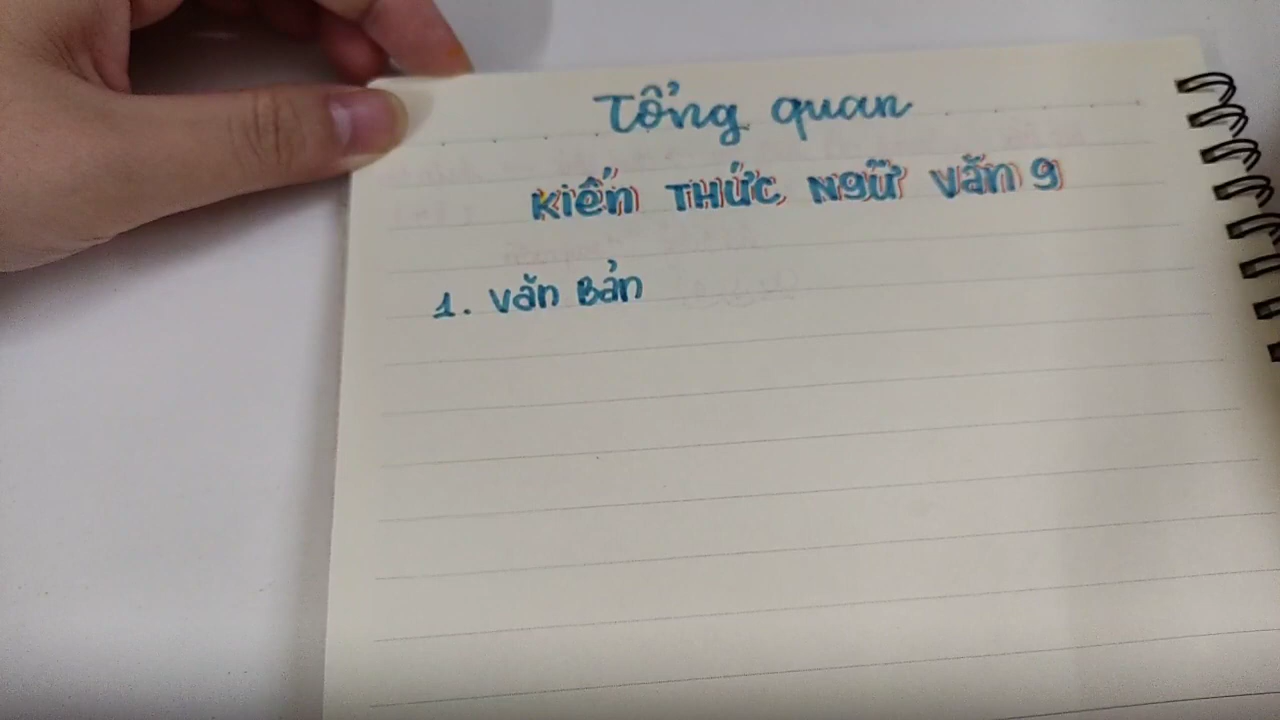 Tổng quan
KIẾN THỨC NGỮ VĂN 9
1. VĂN BẢN